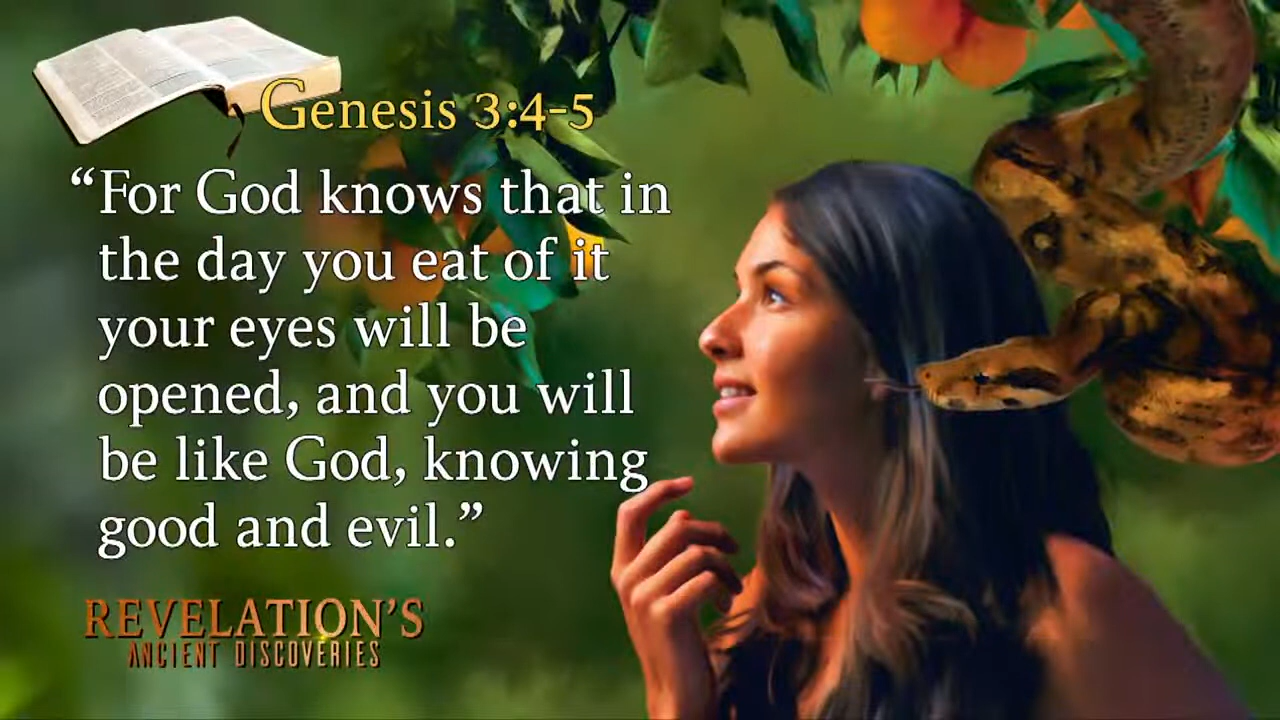 Genesis 3:4-5
“For God knows that in
the day you eat of it
your eyes will be
opened, and you will
be like God, knowing
good and evil.”
REVELATION’S
ANCIENT DISCOVERIES